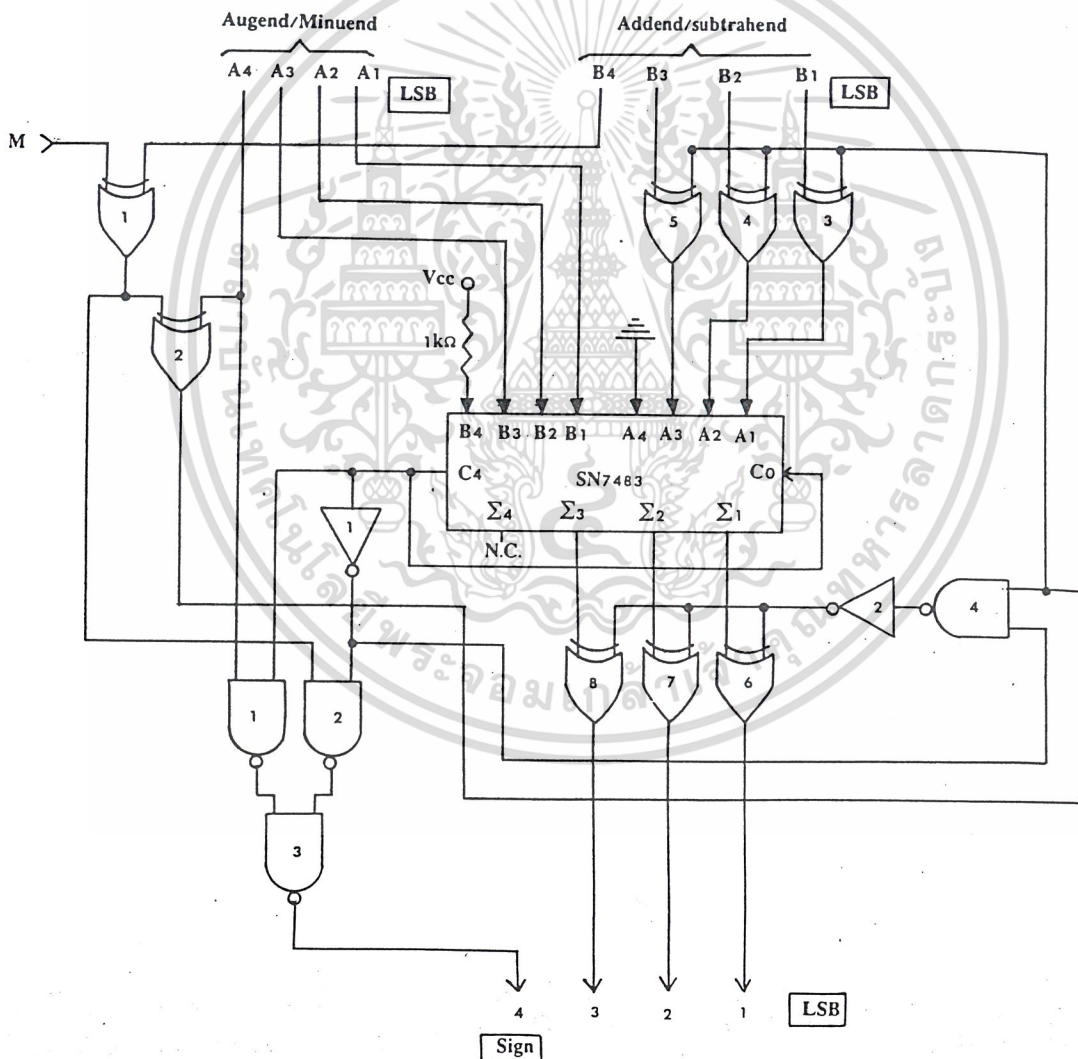 Augend/Minuend
Addend/subtrahend
A4 A3 A2 A1
LSB
B4 B3 B2 B1
LSB
M
1
5 4 3
2
Vcc
1kΩ
B4 B3 B2 B1 A4 A3 A2 A1
C4 SN7483 Co
Σ4 Σ3 Σ2 Σ1
N.C.
1
2 4
8 7 6
1 2
3
4 3 2 1
LSB
Sign